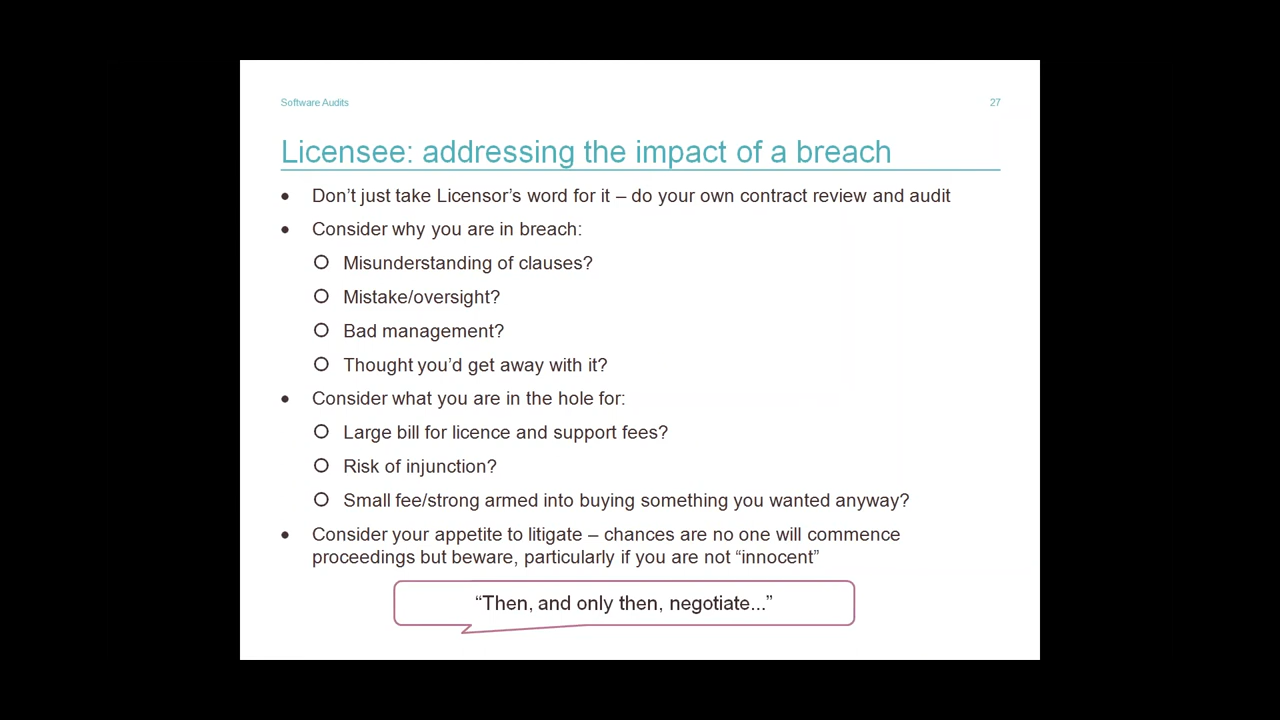 Software Audits
27
Licensee: addressing the impact of a breach
• Don’t just take Licensor’s word for it – do your own contract review and audit
• Consider why you are in breach:
O Misunderstanding of clauses?
O Mistake/oversight?
O Bad management?
O Thought you’d get away with it?
• Consider what you are in the hole for:
O Large bill for licence and support fees?
O Risk of injunction?
O Small fee/strong armed into buying something you wanted anyway?
• Consider your appetite to litigate – chances are no one will commence
proceedings but beware, particularly if you are not “innocent”
“Then, and only then, negotiate...”